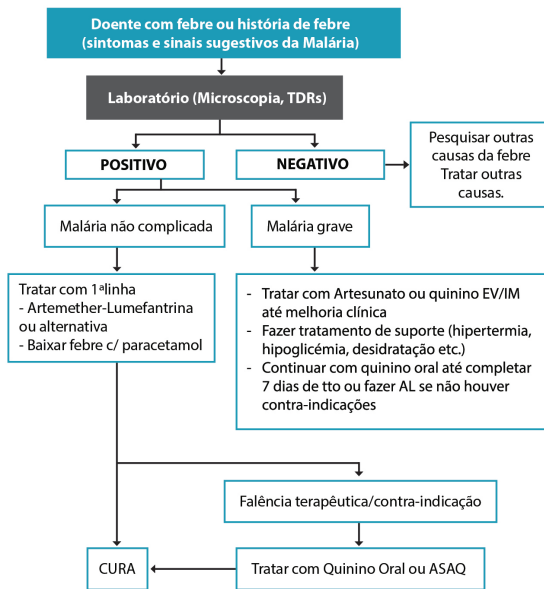 Doente com febre ou história de febre
(sintomas e sinais sugestivos da Malária)
Laboratório (Microscopia, TDRs)
POSITIVO
NEGATIVO
Pesquisar outras
causas da febre
Tratar outras
causas.
Malária não complicada
Malária grave
Tratar com 1ªlinha
- Artemether-Lumefantrina
ou alternativa
- Baixar febre c/ paracetamol
- Tratar com Artesunato ou quinino EV/IM
até melhoria clínica
- Fazer tratamento de suporte (hipertermia,
hipoglicémia, desidratação etc.)
- Continuar com quinino oral até completar
7 dias de tto ou fazer AL se não houver
contra-indicações
Falência terapêutica/contra-indicação
CURA
Tratar com Quinino Oral ou ASAQ